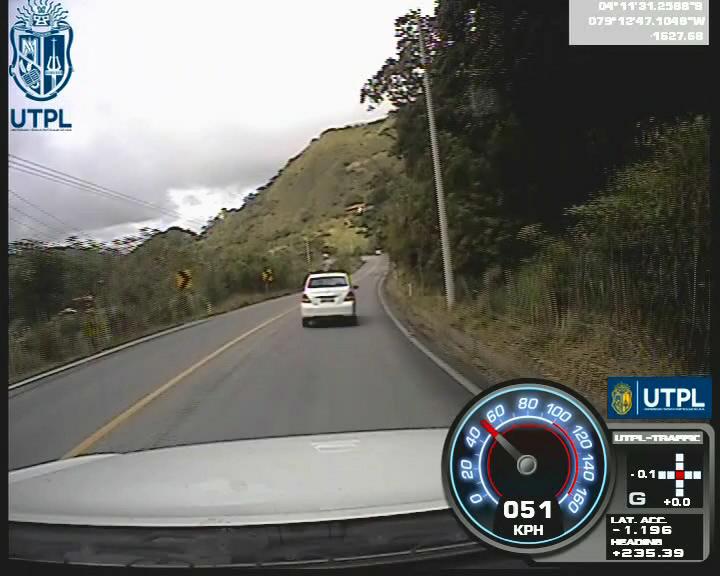 04°11'31.2588"S
079°12'47.1048"W
1627.68
UTPL
UTPL
UTPL-TRAFFIC
0
20
40
60
80
100
120
140
160
051
KPH
-0.1
G
+0.0
LAT. ACC.
-1.196
HEADING
+235.39